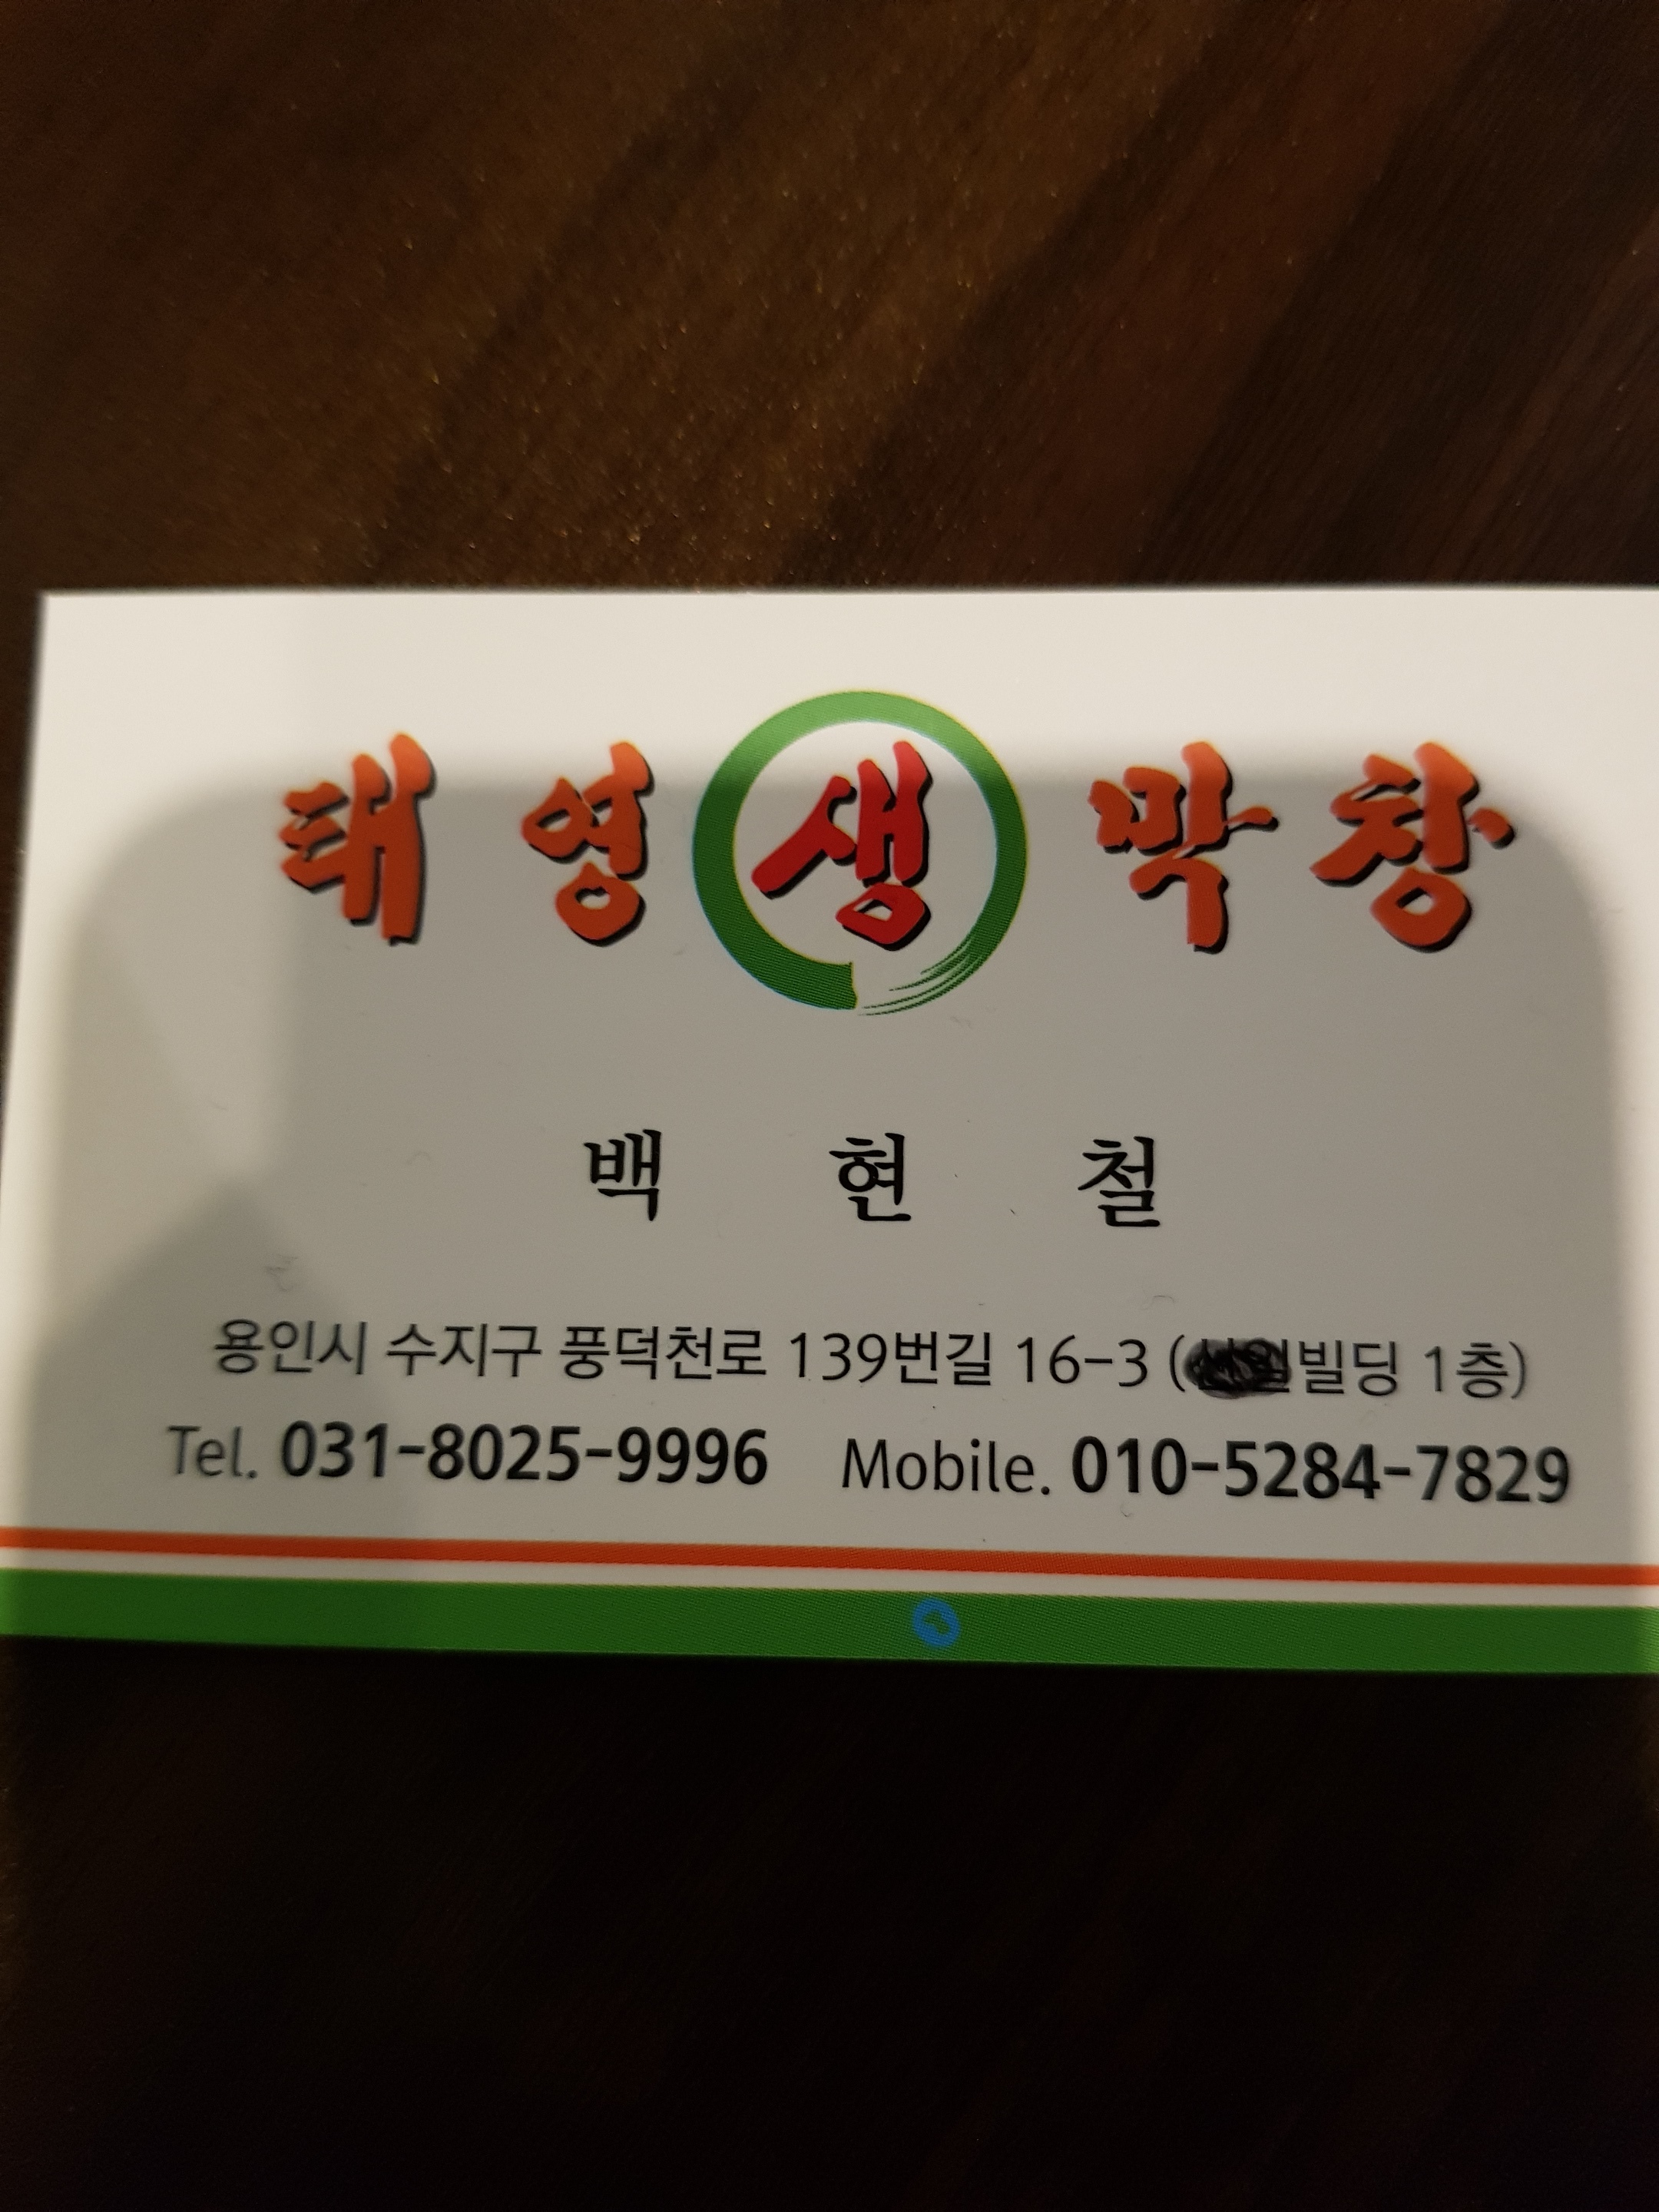 태영생막창
백현철
용인시 수지구 풍덕천로 139번길 16-3 (빌딩 1층)
Tel. 031-8025-9996 Mobile. 010-5284-7829